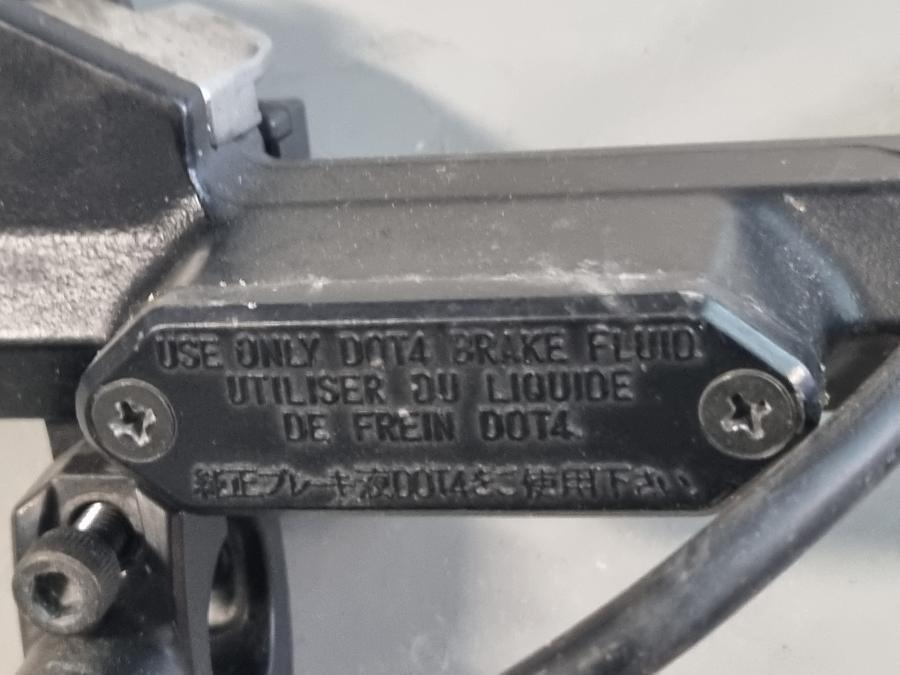 USE ONLY DOT4 BRAKE FLUID.
UTILISER DU LIQUIDE
DE FREIN DOT4.
純正ブレーキ液DOT4をご使用下さい